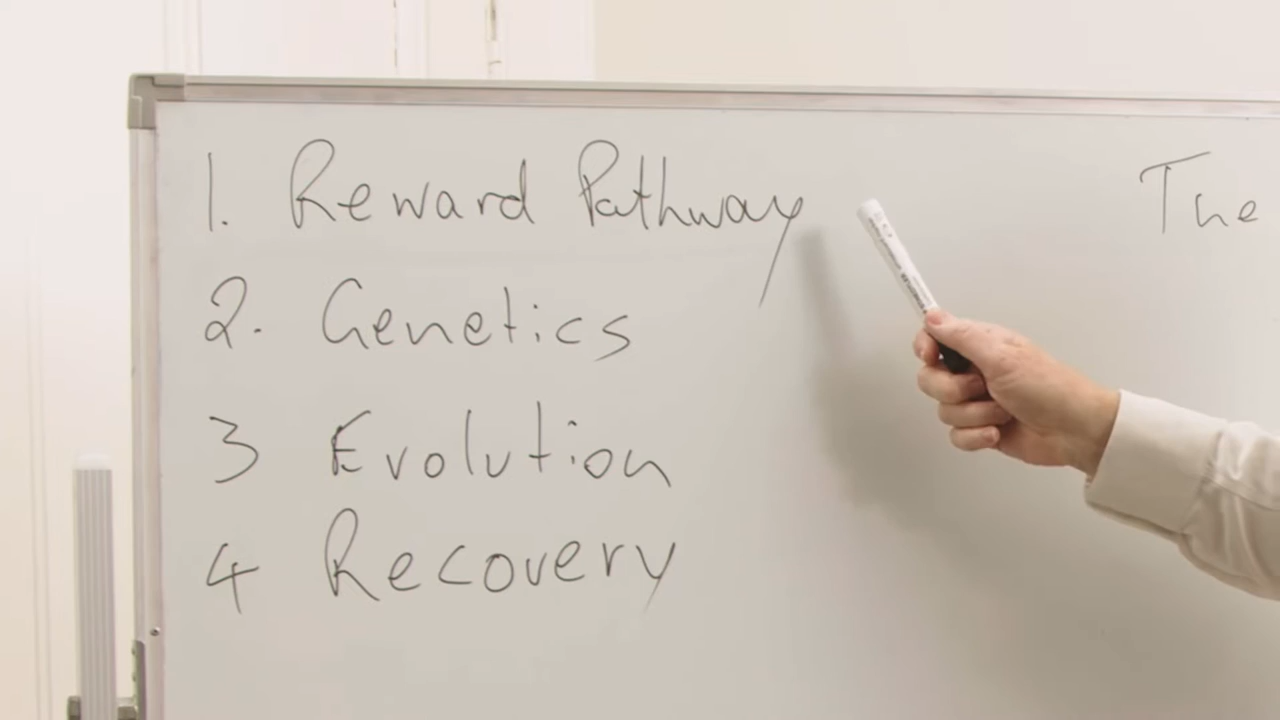 1. Reward Pathway
2. Genetics
3 Evolution
4 Recovery
The